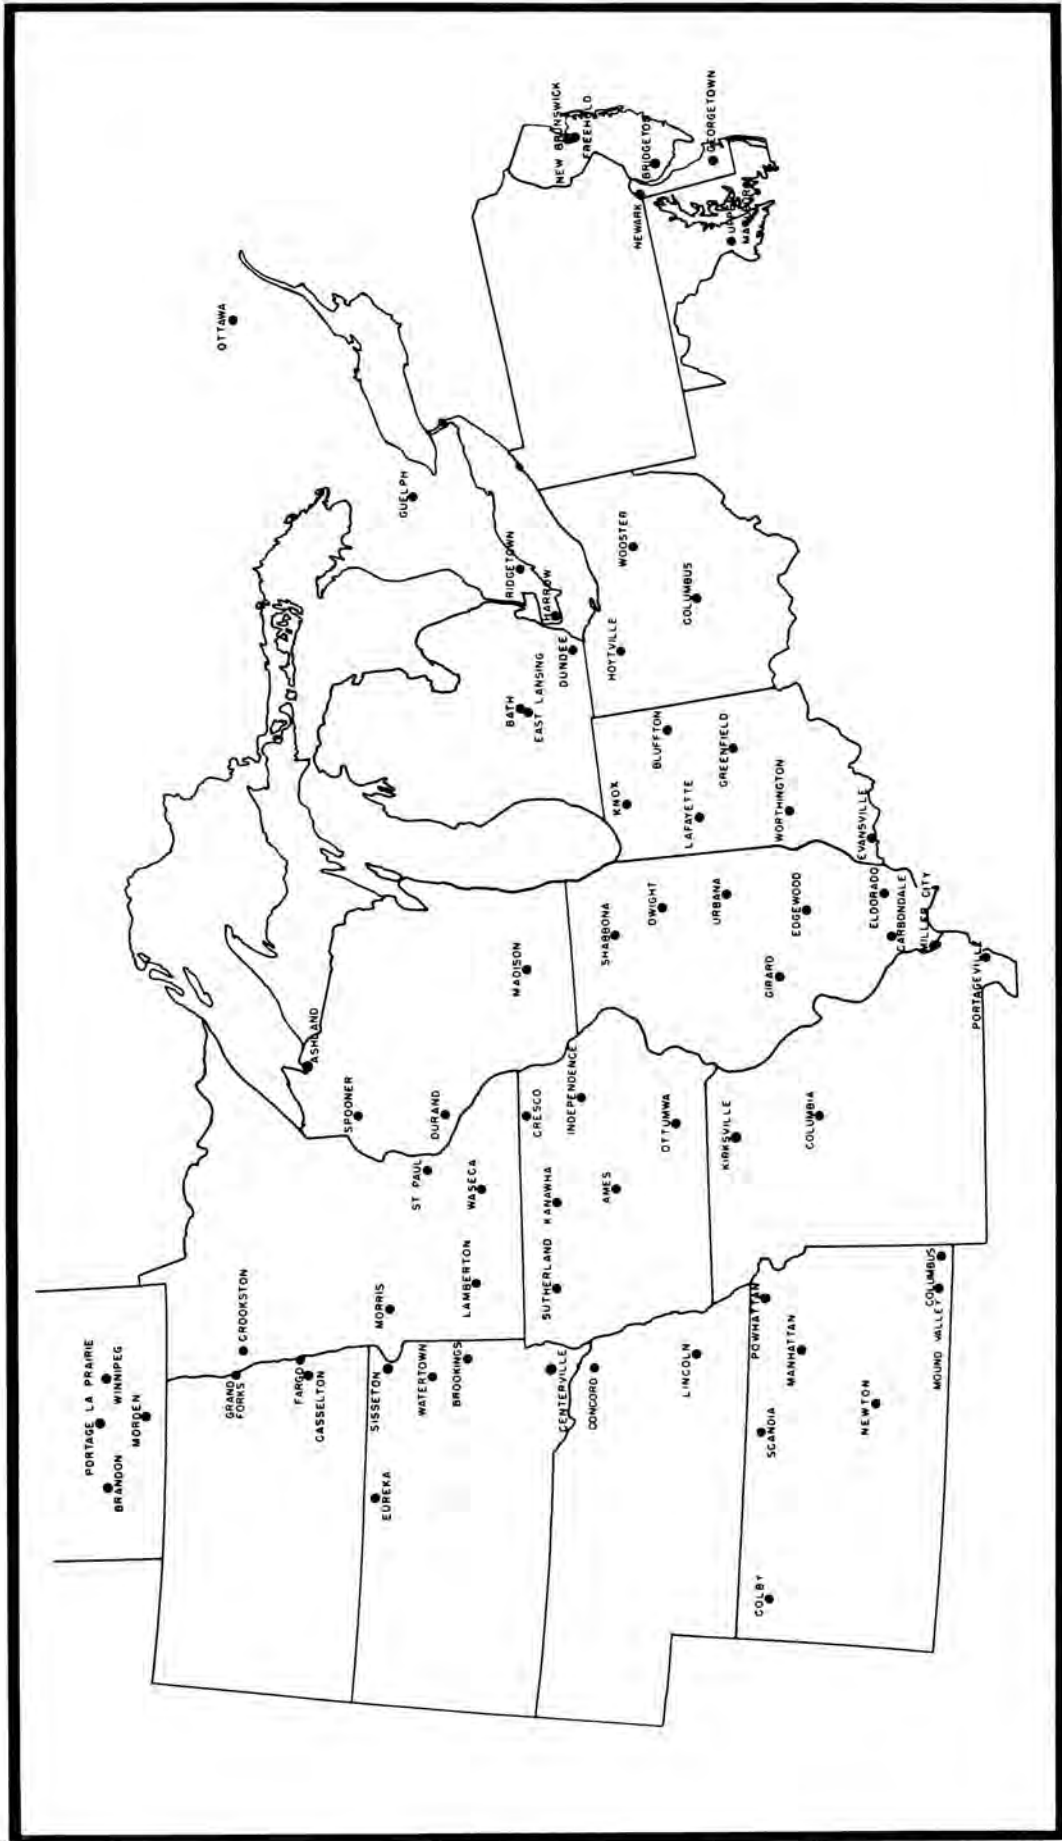 PORTAGE LA PRAIRIE
BRANDON
WINNIPEG
MORDEN
GRAND
FORKS
CROOKSTON
FARGO
CASSELTON
SISSETON
EUREKA
WATERTOWN
BROOKINGS
CENTERVILLE
CONCORD
LINCOLN
MORRIS
LAMBERTON
ST PAUL
WASECA
SPOONER
ASHLAND
DURAND
MADISON
CRESCO
INDEPENDENCE
SUTHERLAND
KANAWHA
AMES
OTTUMWA
KIRKSVILLE
COLUMBIA
PORTAGEVILLE
POWHATTAN
MANHATTAN
SCANDIA
COLBY
NEWTON
MOUND VALLEY
COLUMBUS
SHABBONA
DWIGHT
URBANA
GIRARD
EDGEWOOD
ELDORADO
CARBONDALE
MILLER CITY
KNOX
BLUFFTON
LAFAYETTE
GREENFIELD
WORTHINGTON
EVANSVILLE
BATH
EAST LANSING
DUNDEE
HOYTVILLE
WOOSTER
COLUMBUS
RIDGETOWN
HARROW
GUELPH
OTTAWA
NEW BRUNSWICK
FREEHOLD
BRIDGETON
NEWARK
GEORGETOWN
UPPER